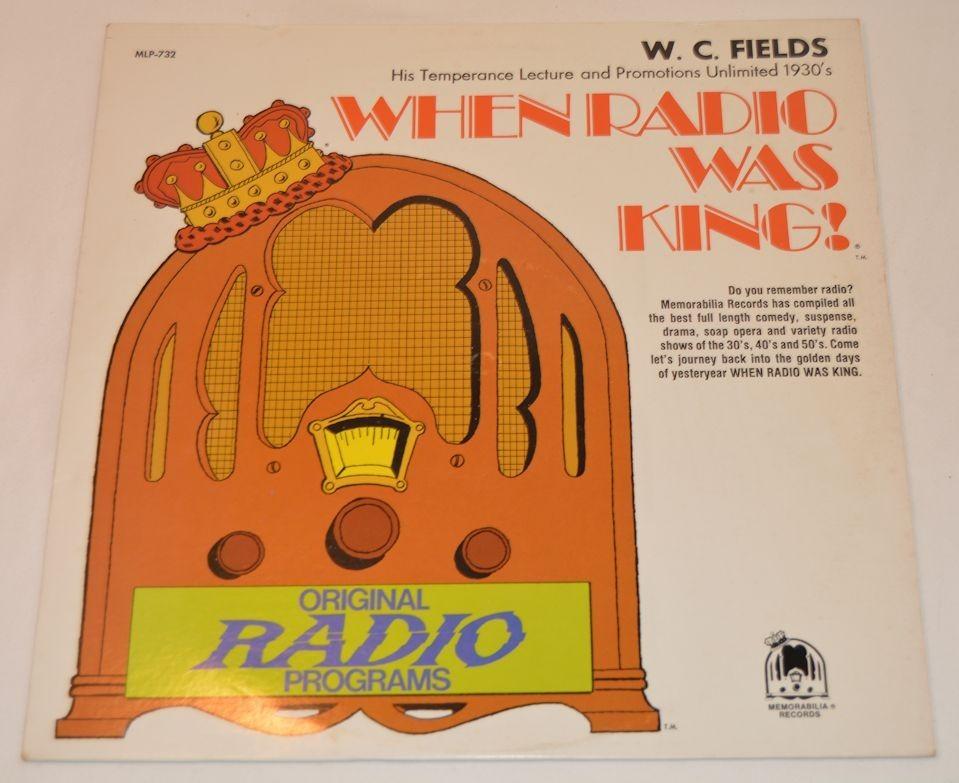 MLP-732
W. C. FIELDS
His Temperance Lecture and Promotions Unlimited 1930's
WHEN RADIO
WAS
KING!
®
T.M.
Do you remember radio?
Memorabilia Records has compiled all
the best full length comedy, suspense,
drama, soap opera and variety radio
shows of the 30's, 40's and 50's. Come
let's journey back into the golden days
of yesteryear WHEN RADIO WAS KING.
ORIGINAL
RADIO
PROGRAMS
T.M.
MEMORABILIA ®
RECORDS